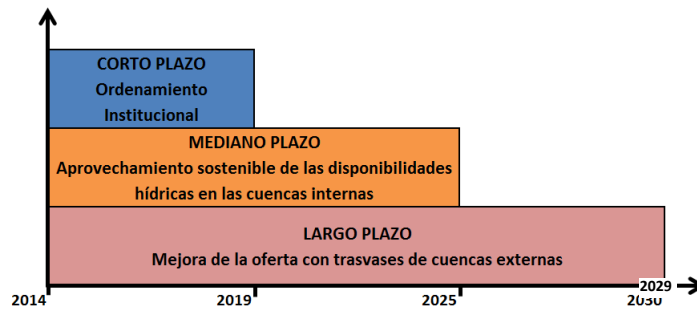 CORTO PLAZO
Ordenamiento
Institucional
MEDIANO PLAZO
Aprovechamiento sostenible de las disponibilidades
hídricas en las cuencas internas
LARGO PLAZO
Mejora de la oferta con trasvases de cuencas externas
2029
2014 2019 2025 2030